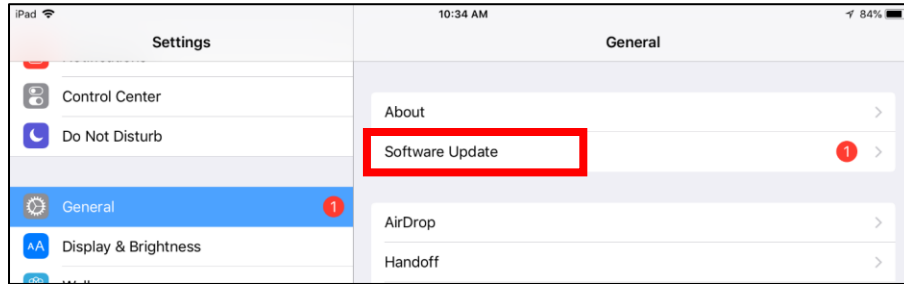 iPad 10:34 AM 84%
Settings
General
Control Center
Do Not Disturb
General 1
Display & Brightness
About
Software Update 1
AirDrop
Handoff